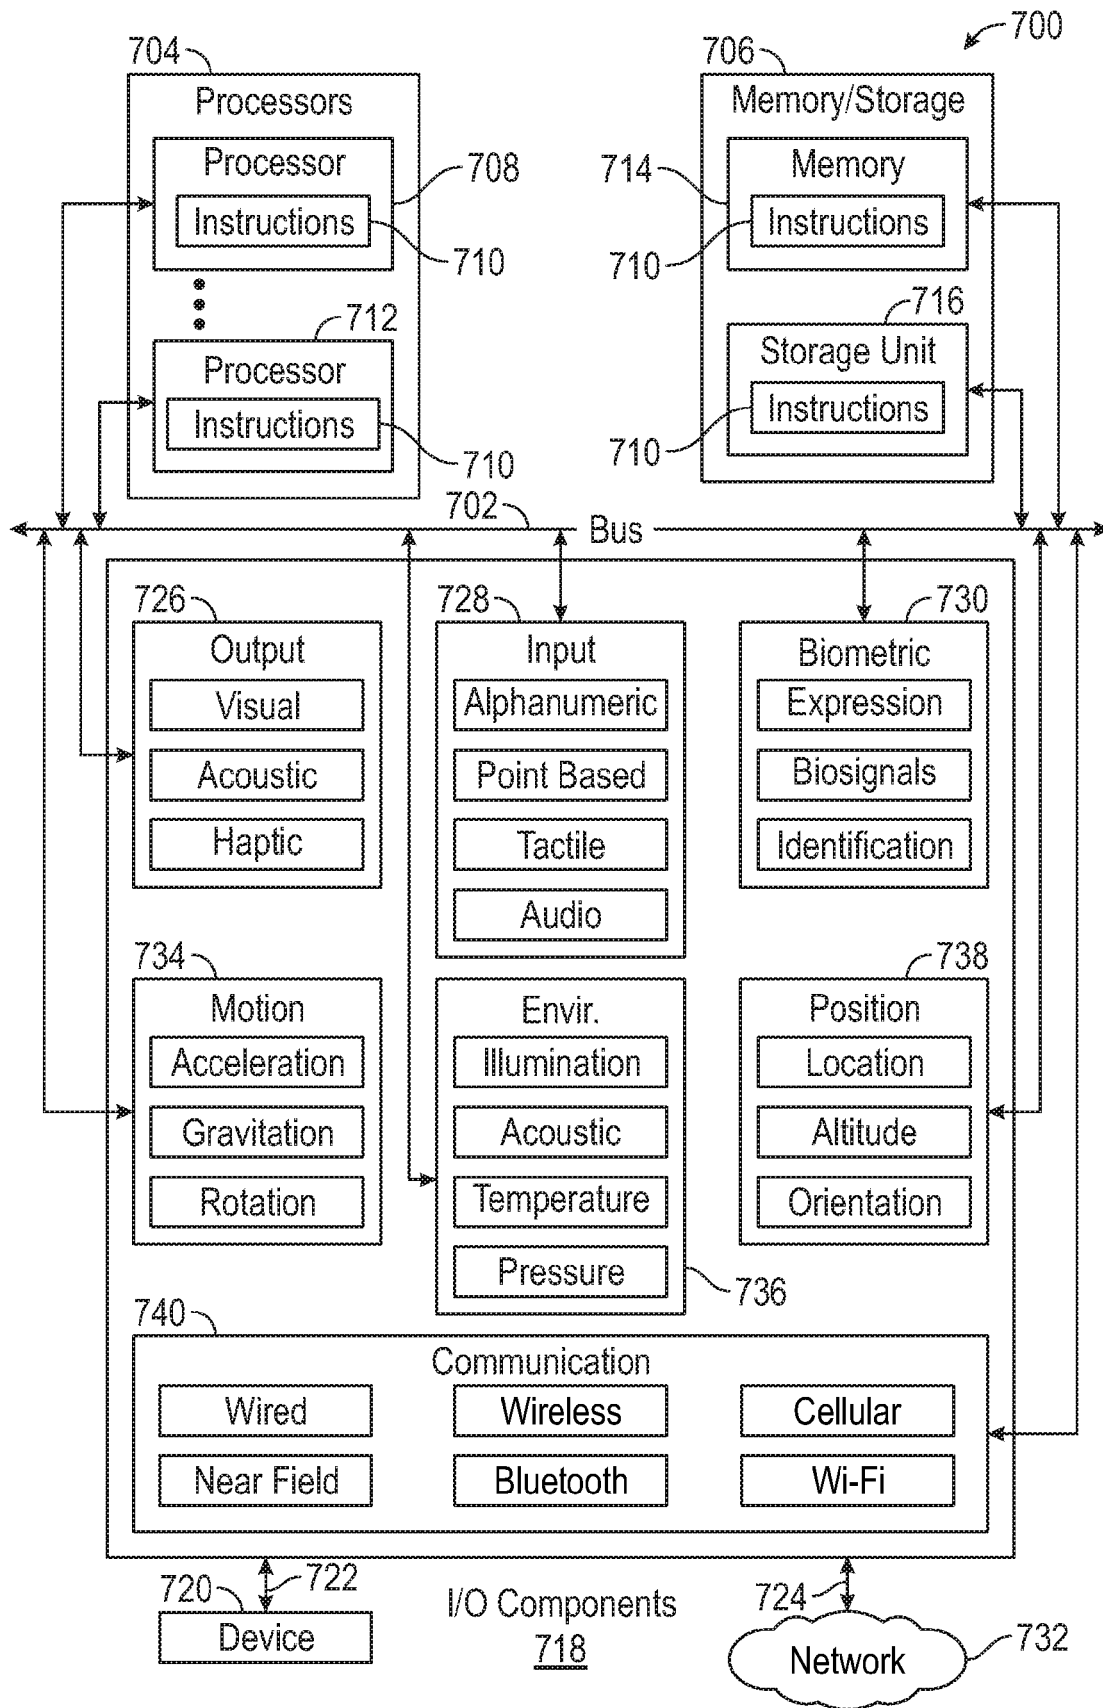 700
704
Processors
Processor
708
Instructions
710
712
Processor
Instructions
710
706
Memory/Storage
714
Memory
Instructions
710
716
Storage Unit
Instructions
710
702
Bus
726
Output
Visual
Acoustic
Haptic
728
Input
Alphanumeric
Point Based
Tactile
Audio
730
Biometric
Expression
Biosignals
Identification
734
Motion
Acceleration
Gravitation
Rotation
Envir.
Illumination
Acoustic
Temperature
Pressure
736
738
Position
Location
Altitude
Orientation
740
Communication
Wired
Wireless
Cellular
Near Field
Bluetooth
Wi-Fi
720
722
Device
I/O Components
718
724
Network
732